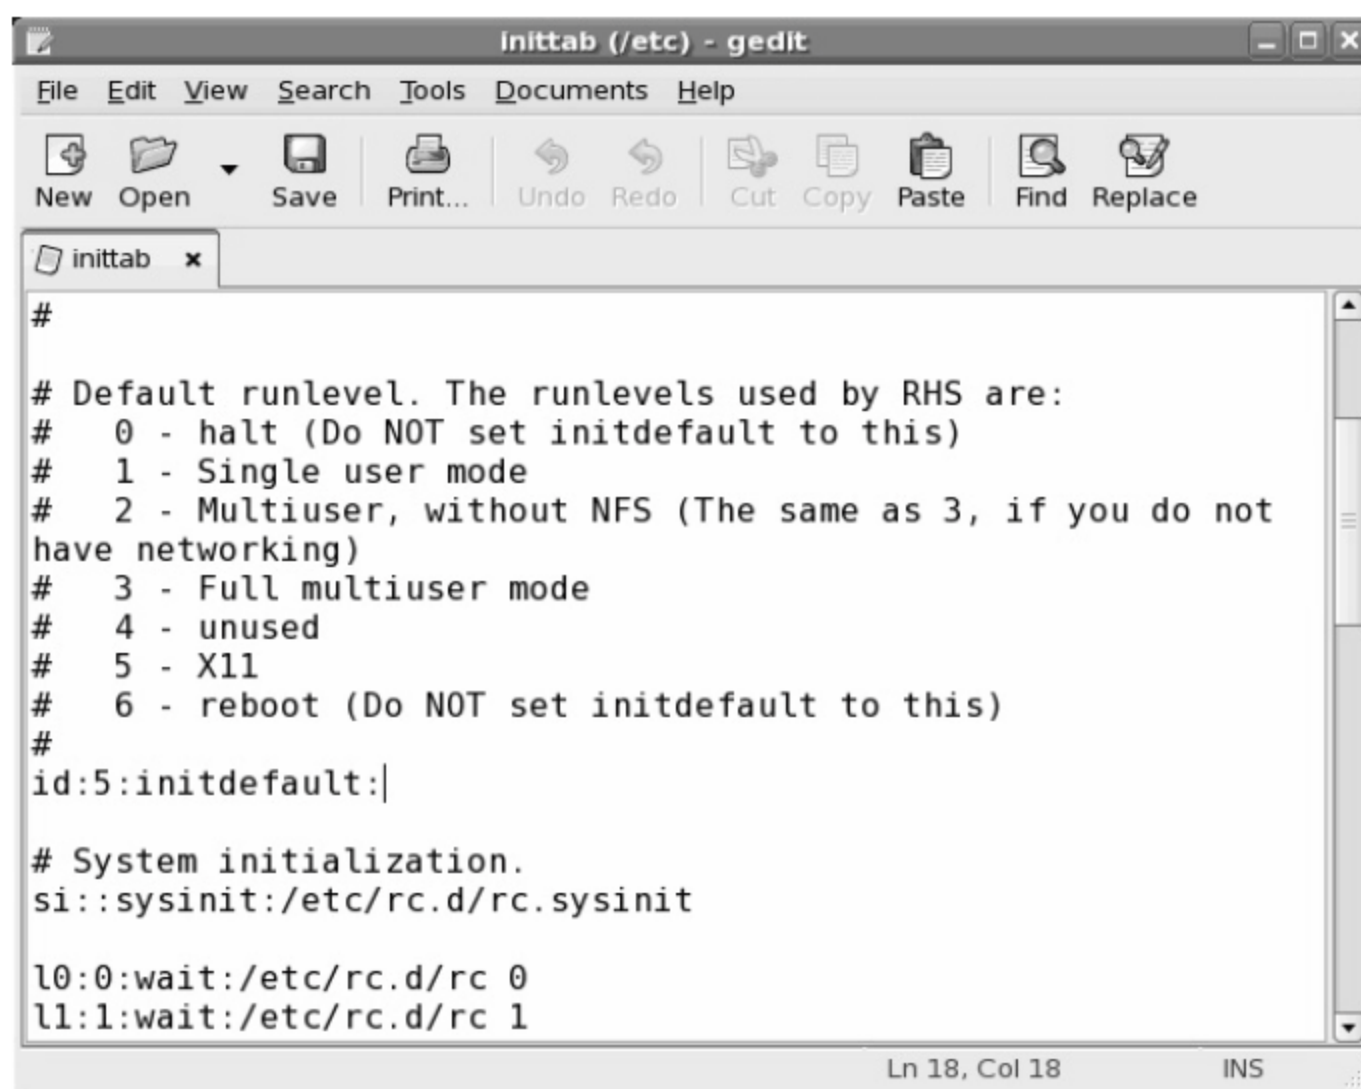 inittab (/etc) - gedit
File Edit View Search Tools Documents Help
New Open Save Print... Undo Redo Cut Copy Paste Find Replace
inittab
#
# Default runlevel. The runlevels used by RHS are:
#   0 - halt (Do NOT set initdefault to this)
#   1 - Single user mode
#   2 - Multiuser, without NFS (The same as 3, if you do not
have networking)
#   3 - Full multiuser mode
#   4 - unused
#   5 - X11
#   6 - reboot (Do NOT set initdefault to this)
#
id:5:initdefault:
# System initialization.
si::sysinit:/etc/rc.d/rc.sysinit
l0:0:wait:/etc/rc.d/rc 0
l1:1:wait:/etc/rc.d/rc 1
Ln 18, Col 18 INS